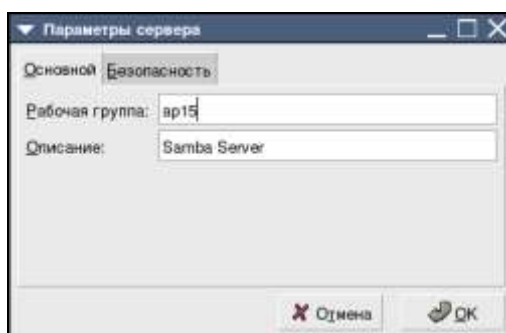 Параметры сервера
Основной Безопасность
Рабочая группа: ap15
Описание: Samba Server
Отмена OK